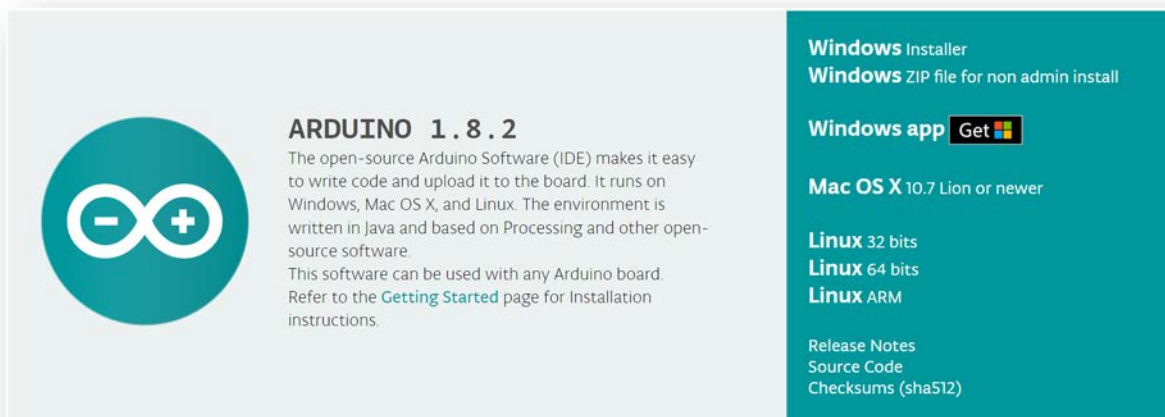 ARDUINO 1.8.2
The open-source Arduino Software (IDE) makes it easy
to write code and upload it to the board. It runs on
Windows, Mac OS X, and Linux. The environment is
written in Java and based on Processing and other open-
source software.
This software can be used with any Arduino board.
Refer to the Getting Started page for Installation
instructions.
Windows Installer
Windows ZIP file for non admin install
Windows app Get
Mac OS X 10.7 Lion or newer
Linux 32 bits
Linux 64 bits
Linux ARM
Release Notes
Source Code
Checksums (sha512)